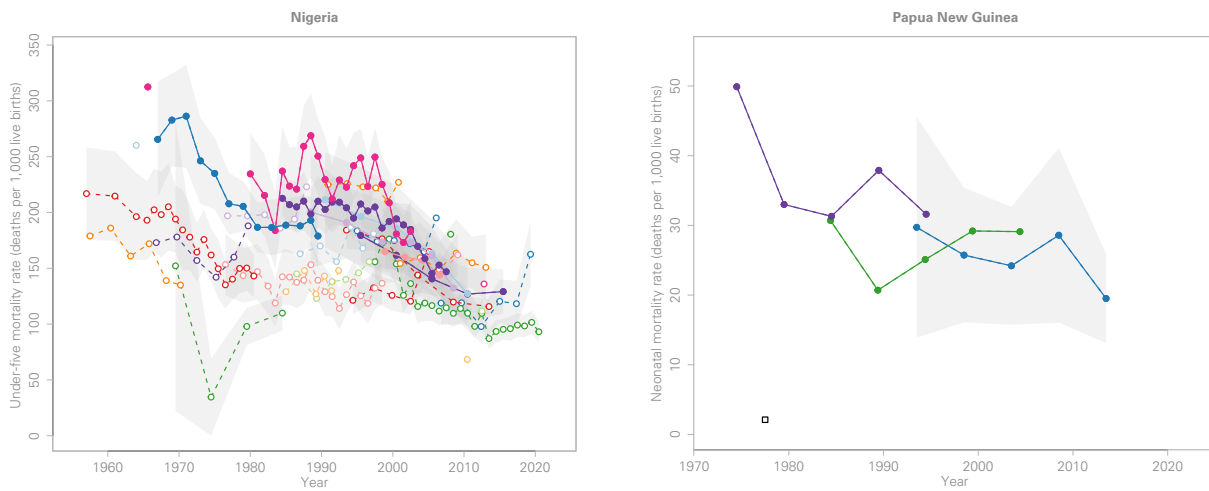 Nigeria
Under-five mortality rate (deaths per 1,000 live births)
350
300
250
200
150
100
50
0
1960 1970 1980 1990 2000 2010 2020
Year
Papua New Guinea
Neonatal mortality rate (deaths per 1,000 live births)
50
40
30
20
10
0
1970 1980 1990 2000 2010 2020
Year